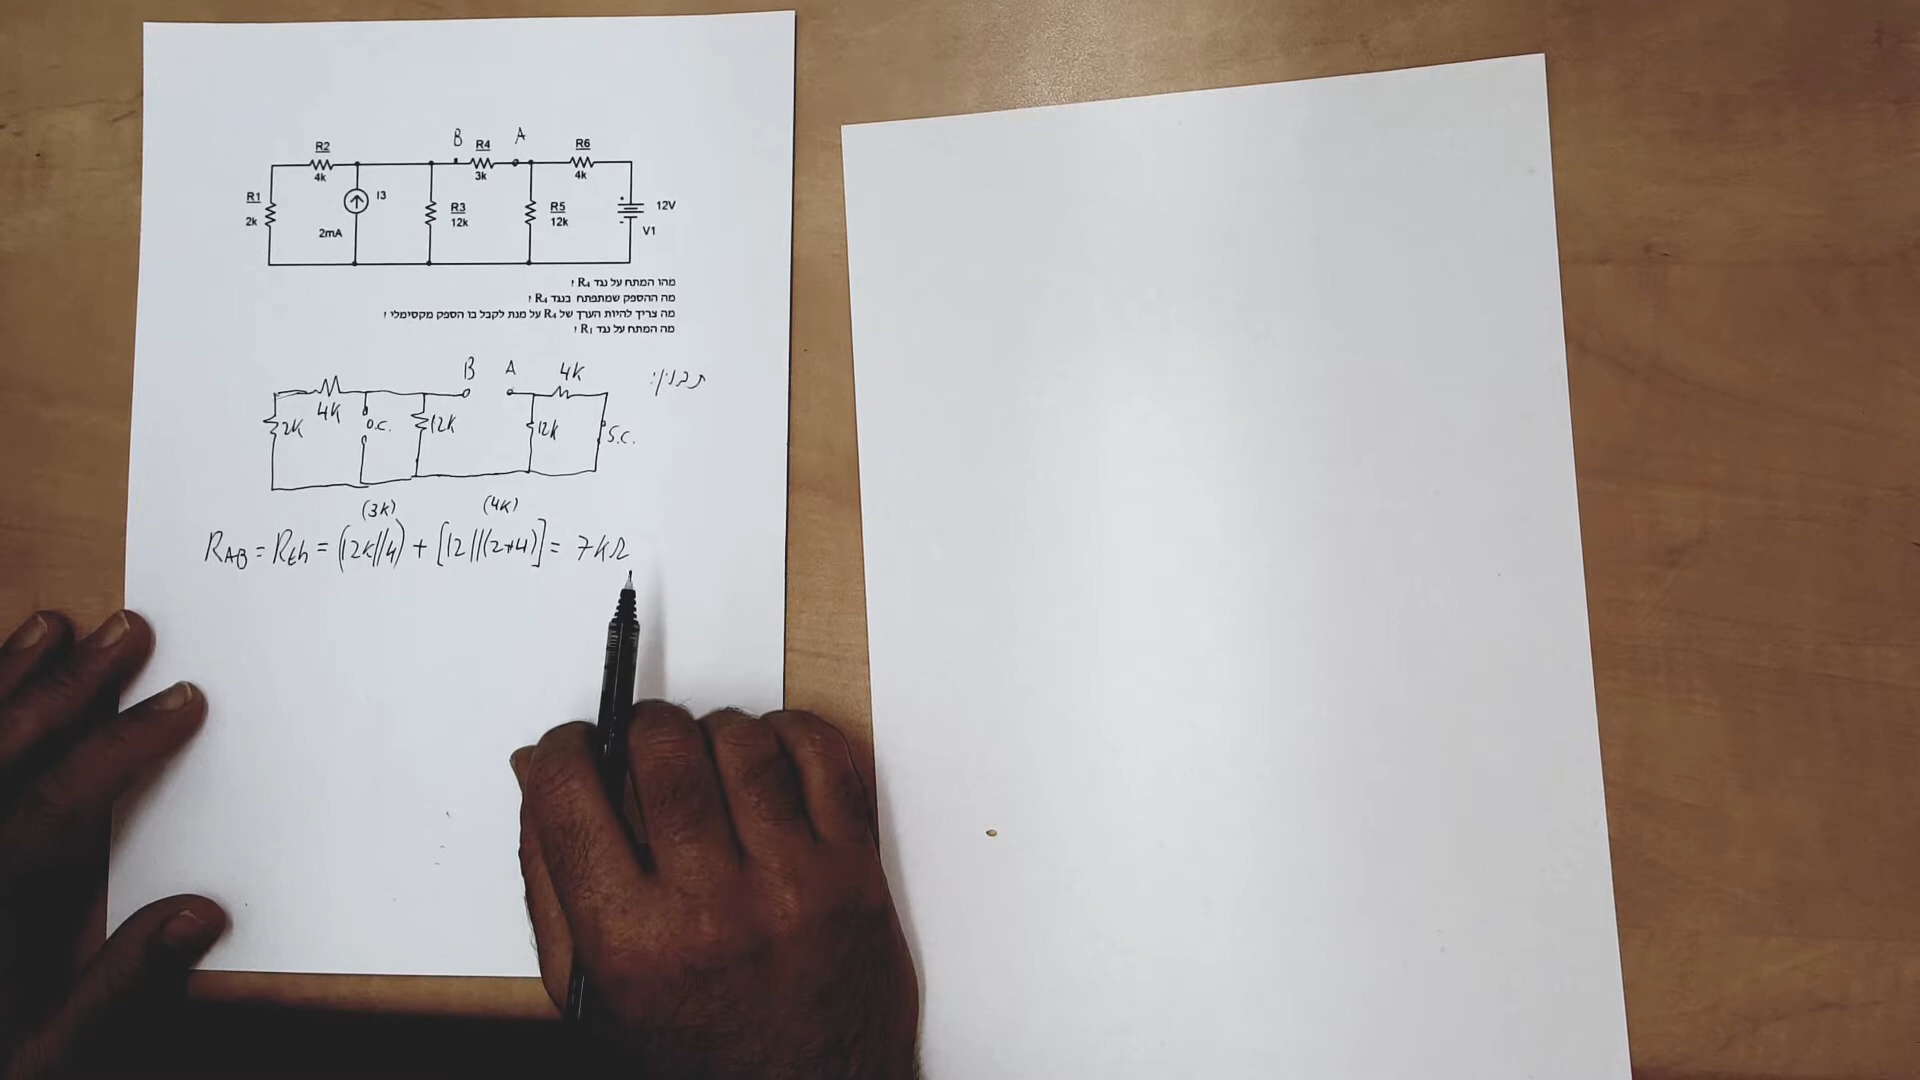 B A
R2 R4 R6
4k 3k 4k
R1 I3 R3 R5 12V
2k 12k 12k
2mA V1
+
-
מהו המתח על נגד R4 ?
מה ההספק שמתפתח בנגד R4 ?
מה צריך להיות הערך של R4 על מנת לקבל בו הספק מקסימלי ?
מה המתח על נגד R1 ?
B A 4K
4K
2K o.c. 12K 12K S.C.
(3K) (4K)
RAB = Rth = (12K||4) + [12||(2+4)] = 7KΩ